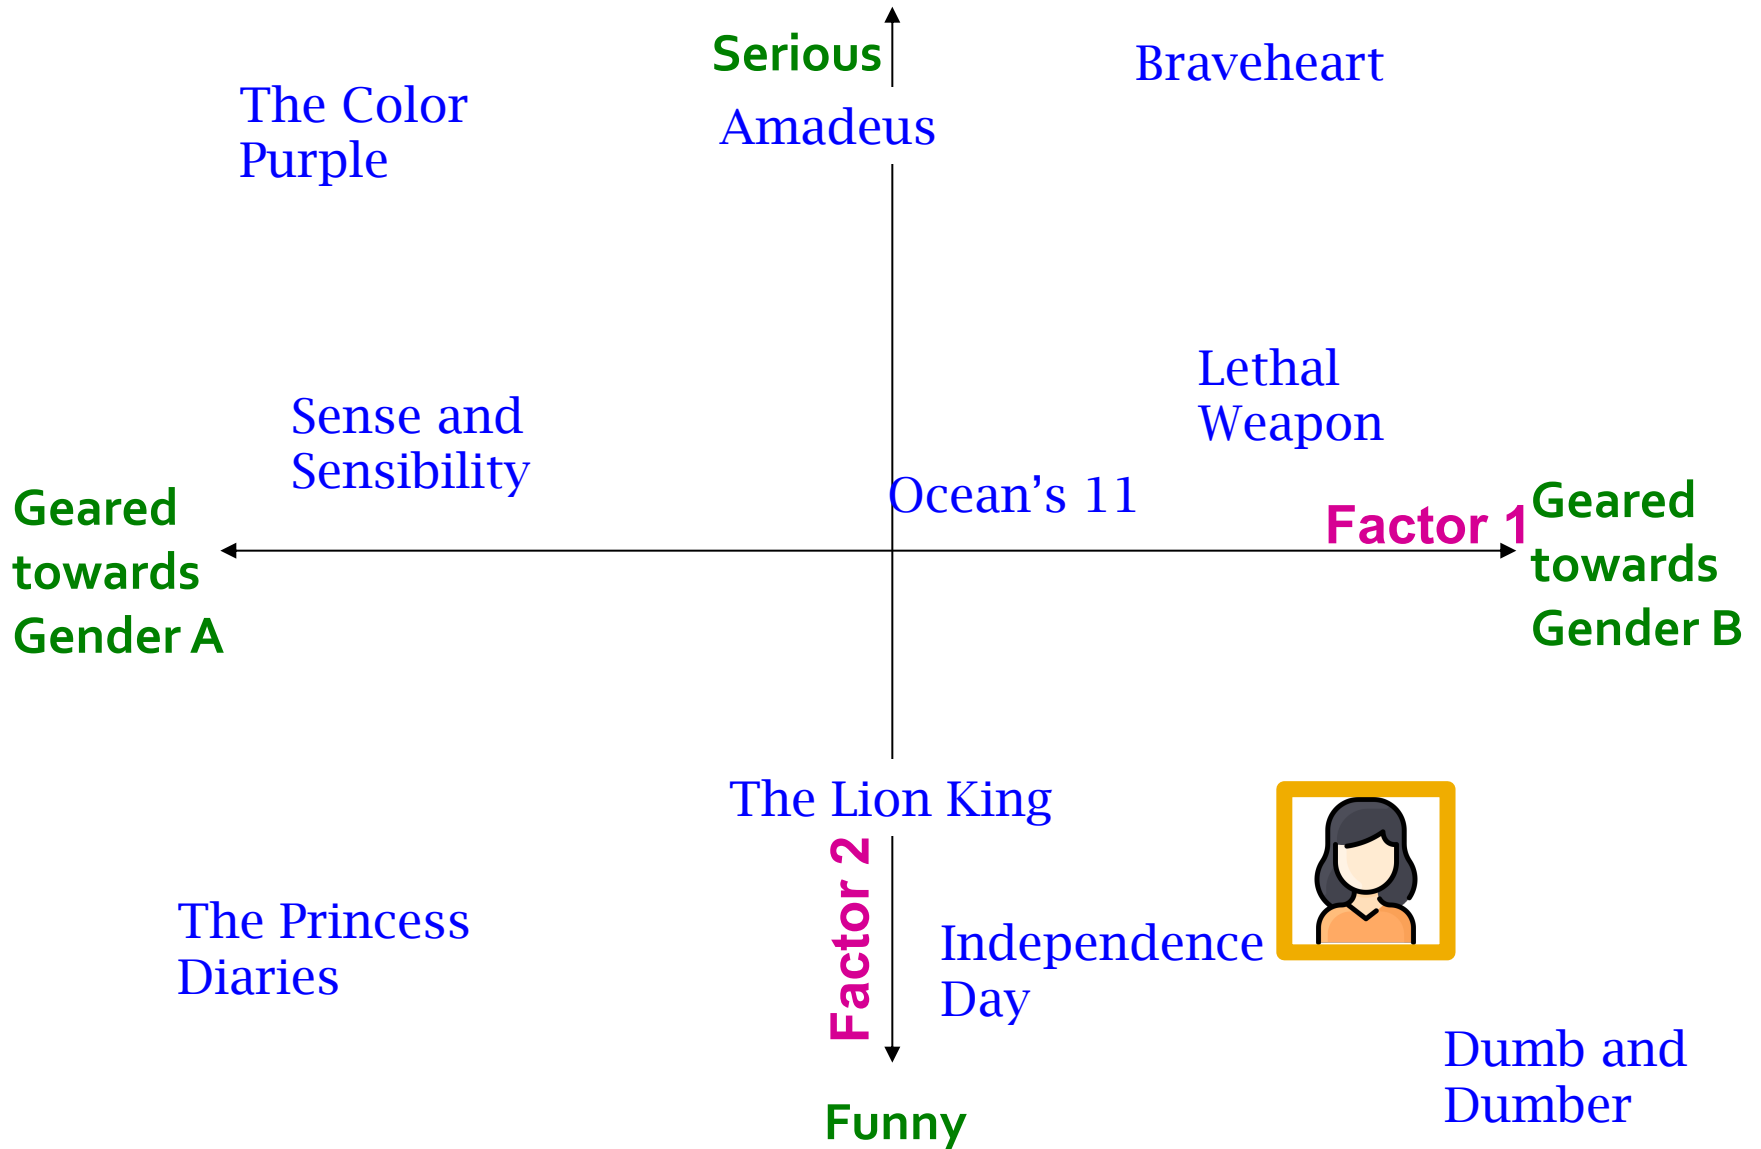 Serious
Braveheart
The Color
Purple
Amadeus
Lethal
Weapon
Sense and
Sensibility
Ocean’s 11
Geared
towards
Gender A
Factor 1
Geared
towards
Gender B
The Lion King
Factor 2
The Princess
Diaries
Independence
Day
Dumb and
Dumber
Funny